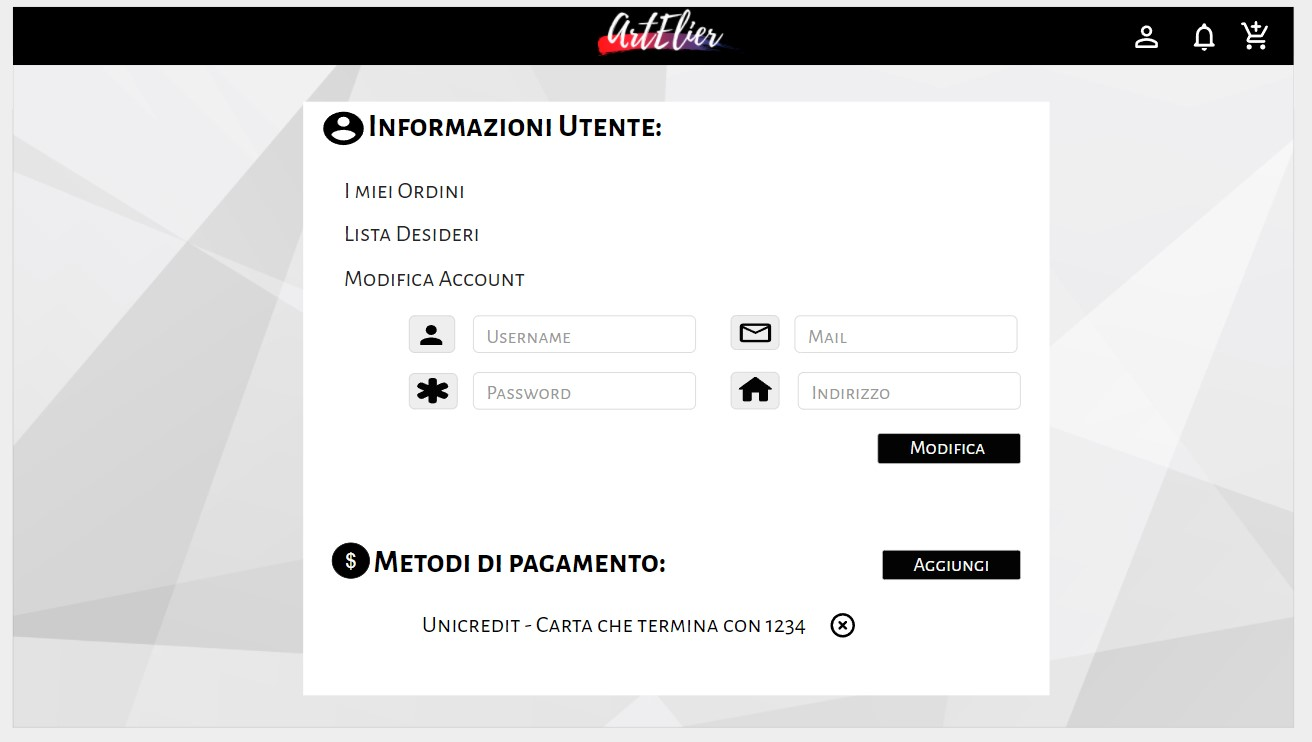 ArtElier
Informazioni Utente:
I miei Ordini
Lista Desideri
Modifica Account
Username
Mail
Password
Indirizzo
Modifica
$
Metodi di pagamento:
Aggiungi
Unicredit - Carta che termina con 1234